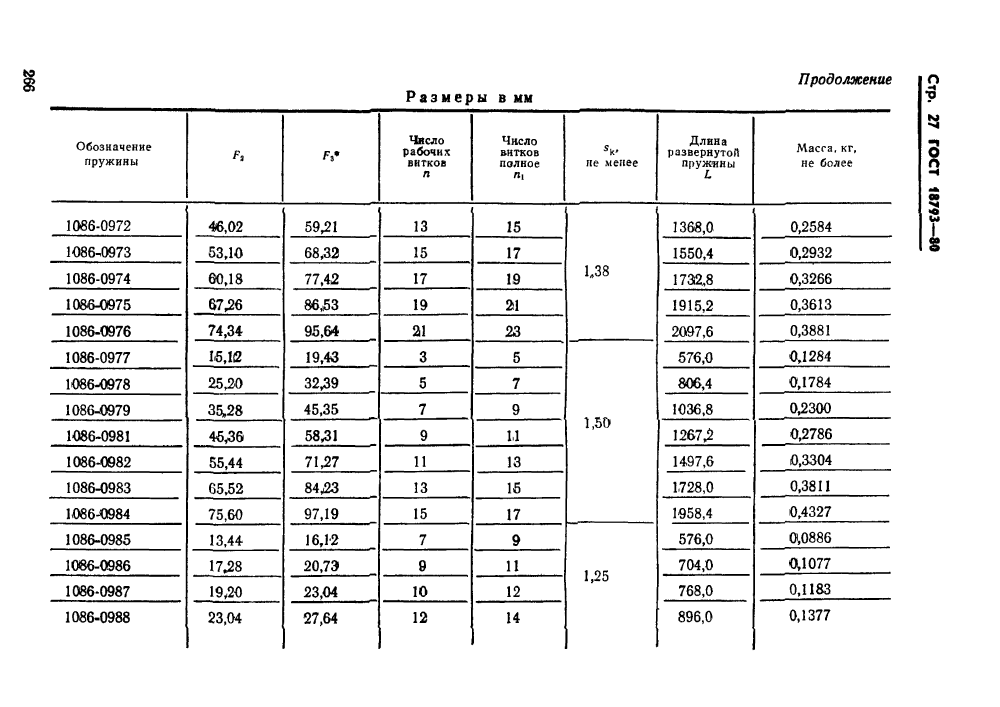 266
Стр. 27 ГОСТ 18793—80
Продолжение
Размеры в мм
Обозначение пружины | F₂ | F₃* | Число рабочих витков n | Число витков полное n₁ | sк, не менее | Длина развернутой пружины L | Масса, кг, не более
1086-0972 46,02 59,21 13 15 1368,0 0,2584
1086-0973 53,10 68,32 15 17 1550,4 0,2932
1,38
1086-0974 60,18 77,42 17 19 1732,8 0,3266
1086-0975 67,26 86,53 19 21 1915,2 0,3613
1086-0976 74,34 95,64 21 23 2097,6 0,3881
1086-0977 15,12 19,43 3 5 576,0 0,1284
1086-0978 25,20 32,39 5 7 806,4 0,1784
1086-0979 35,28 45,35 7 9 1036,8 0,2300
1,50
1086-0981 45,36 58,31 9 11 1267,2 0,2786
1086-0982 55,44 71,27 11 13 1497,6 0,3304
1086-0983 65,52 84,23 13 15 1728,0 0,3811
1086-0984 75,60 97,19 15 17 1958,4 0,4327
1086-0985 13,44 16,12 7 9 576,0 0,0886
1086-0986 17,28 20,73 9 11 704,0 0,1077
1,25
1086-0987 19,20 23,04 10 12 768,0 0,1183
1086-0988 23,04 27,64 12 14 896,0 0,1377